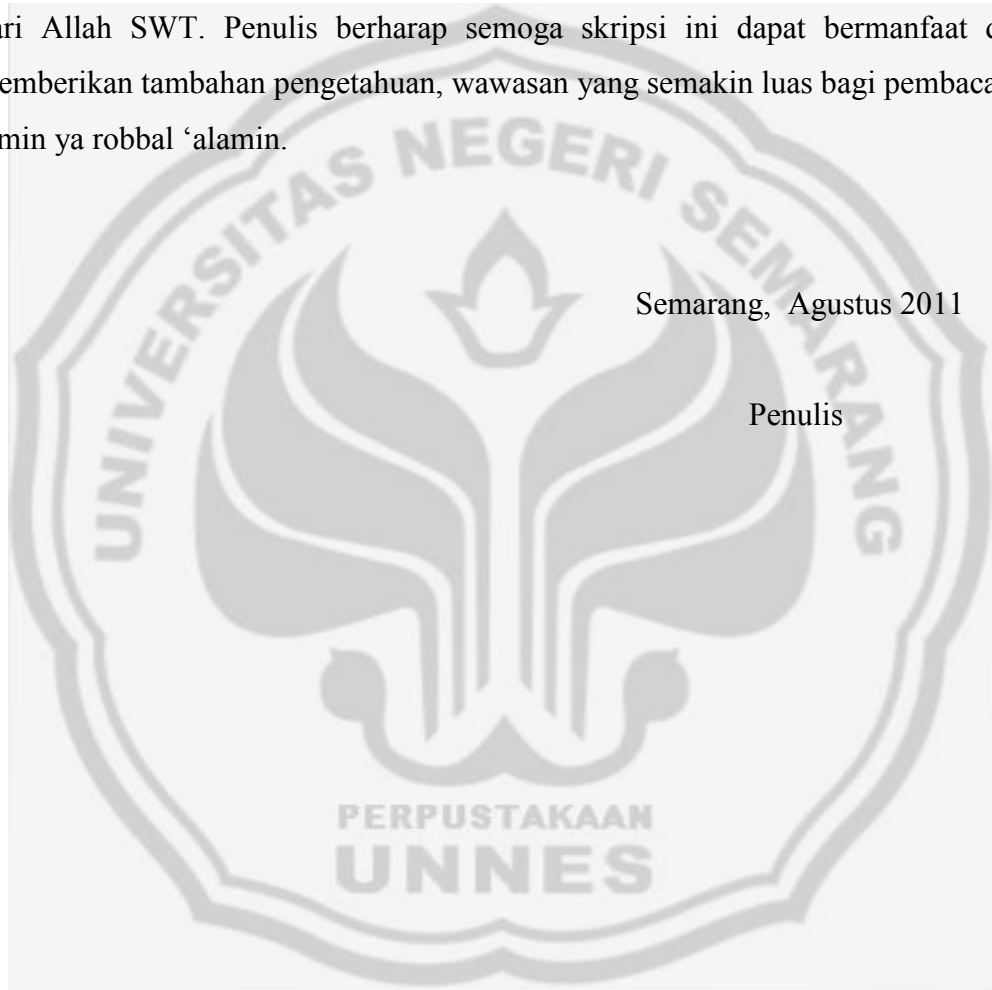 ari Allah SWT. Penulis berharap semoga skripsi ini dapat bermanfaat d
emberikan tambahan pengetahuan, wawasan yang semakin luas bagi pembaca
min ya robbal ‘alamin.
UNIVERSITAS NEGERI SEMARANG
Semarang, Agustus 2011
Penulis
PERPUSTAKAAN
UNNES